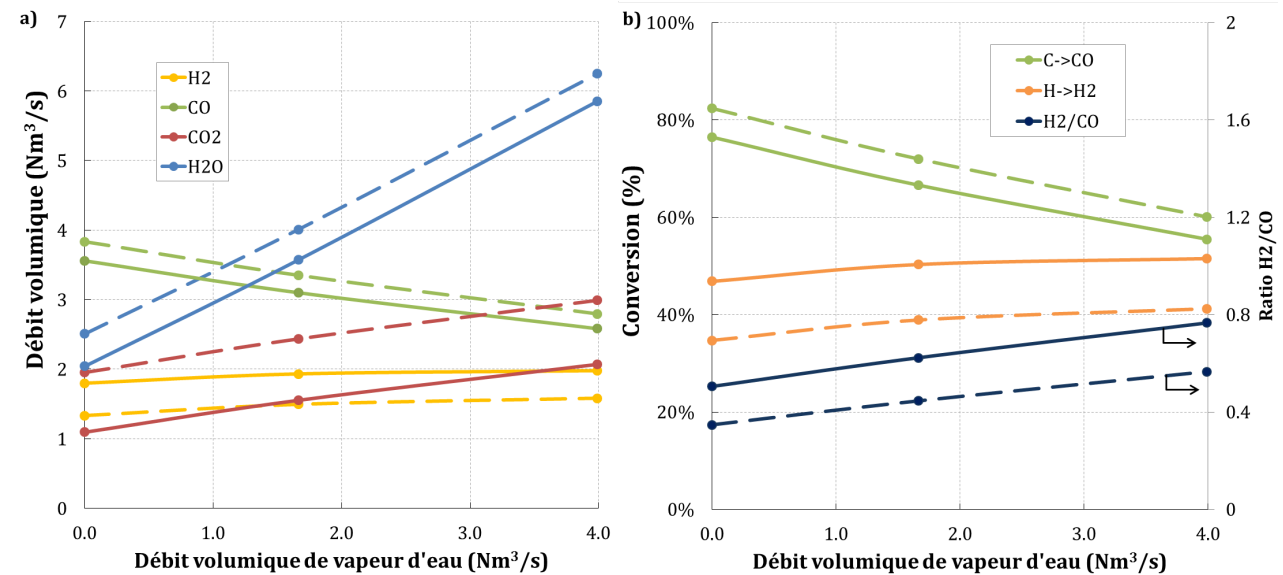 a)
Débit volumique (Nm³/s)
7
6
5
4
3
2
1
0
H2
CO
CO2
H2O
0.0 1.0 2.0 3.0 4.0
Débit volumique de vapeur d'eau (Nm³/s)
b)
Conversion (%)
100%
80%
60%
40%
20%
0%
C->CO
H->H2
H2/CO
2
1.6
1.2
0.8
0.4
0
Ratio H2/CO
0.0 1.0 2.0 3.0 4.0
Débit volumique de vapeur d'eau (Nm³/s)